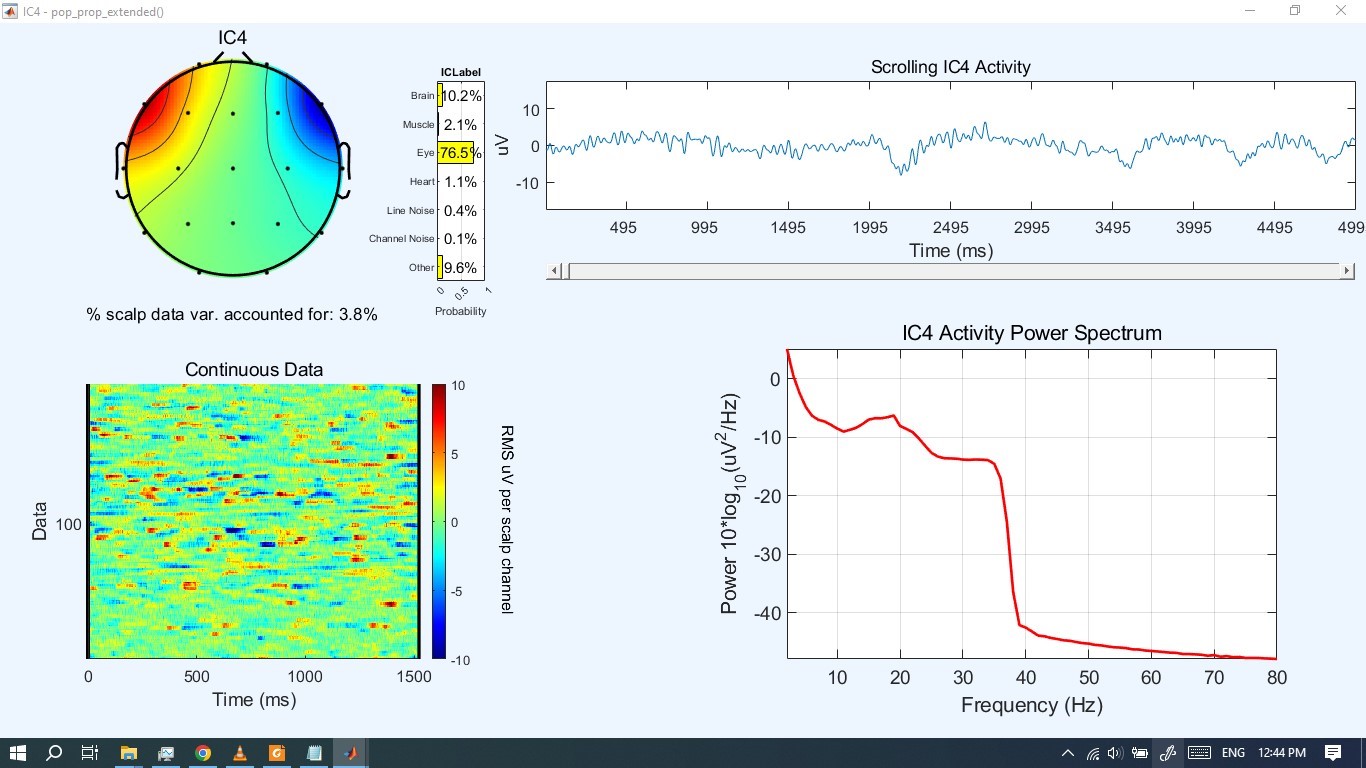 IC4 - pop_prop_extended()
IC4
ICLabel
Brain 10.2%
Muscle 2.1%
Eye 76.5%
Heart 1.1%
Line Noise 0.4%
Channel Noise 0.1%
Other 9.6%
0 0.5 1
Probability
% scalp data var. accounted for: 3.8%
Scrolling IC4 Activity
10
0
-10
uV
495 995 1495 1995 2495 2995 3495 3995 4495 499
Time (ms)
Continuous Data
Data
100
0 500 1000 1500
Time (ms)
10
5
0
-5
-10
RMS uV per scalp channel
IC4 Activity Power Spectrum
0
-10
-20
-30
-40
Power 10*log10(uV2/Hz)
10 20 30 40 50 60 70 80
Frequency (Hz)
ENG 12:44 PM